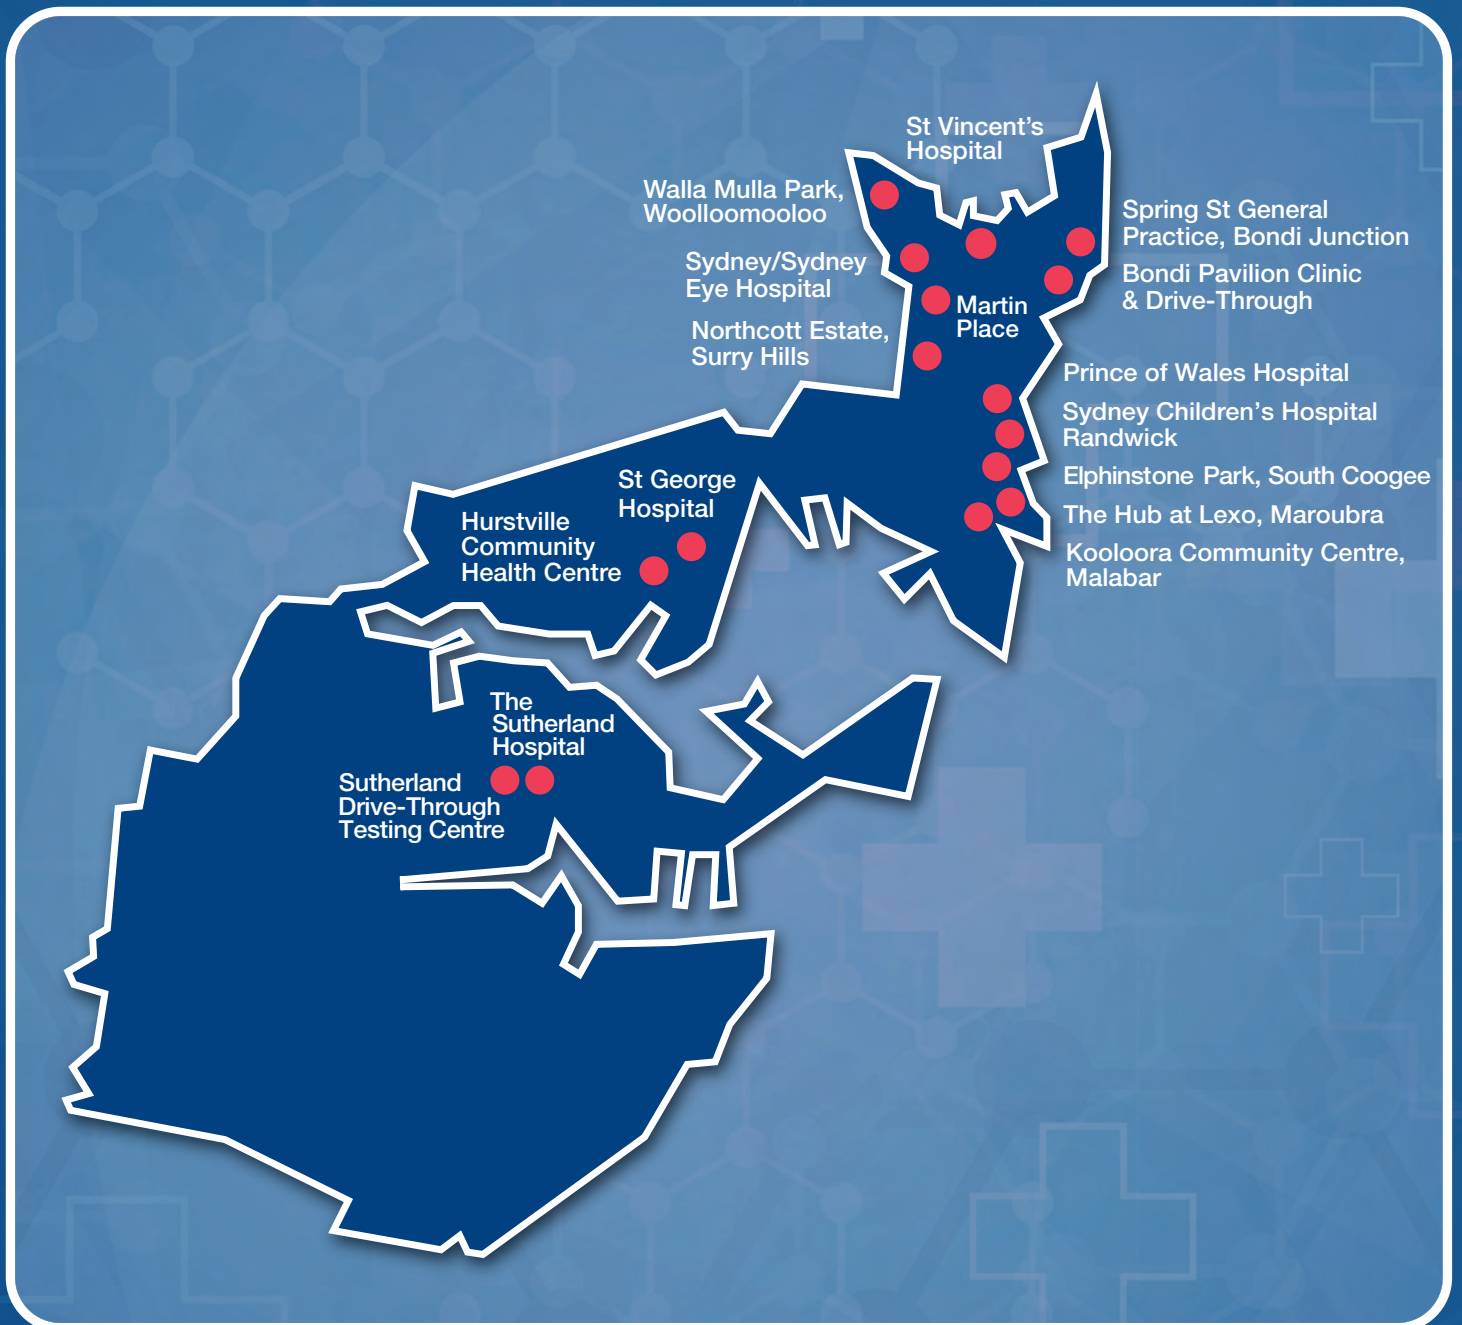 St Vincent's
Hospital
Walla Mulla Park,
Woolloomooloo
Spring St General
Practice, Bondi Junction
Sydney/Sydney
Eye Hospital
Bondi Pavilion Clinic
& Drive-Through
Martin
Place
Northcott Estate,
Surry Hills
Prince of Wales Hospital
Sydney Children's Hospital
Randwick
Elphinstone Park, South Coogee
The Hub at Lexo, Maroubra
Kooloora Community Centre,
Malabar
St George
Hospital
Hurstville
Community
Health Centre
The
Sutherland
Hospital
Sutherland
Drive-Through
Testing Centre